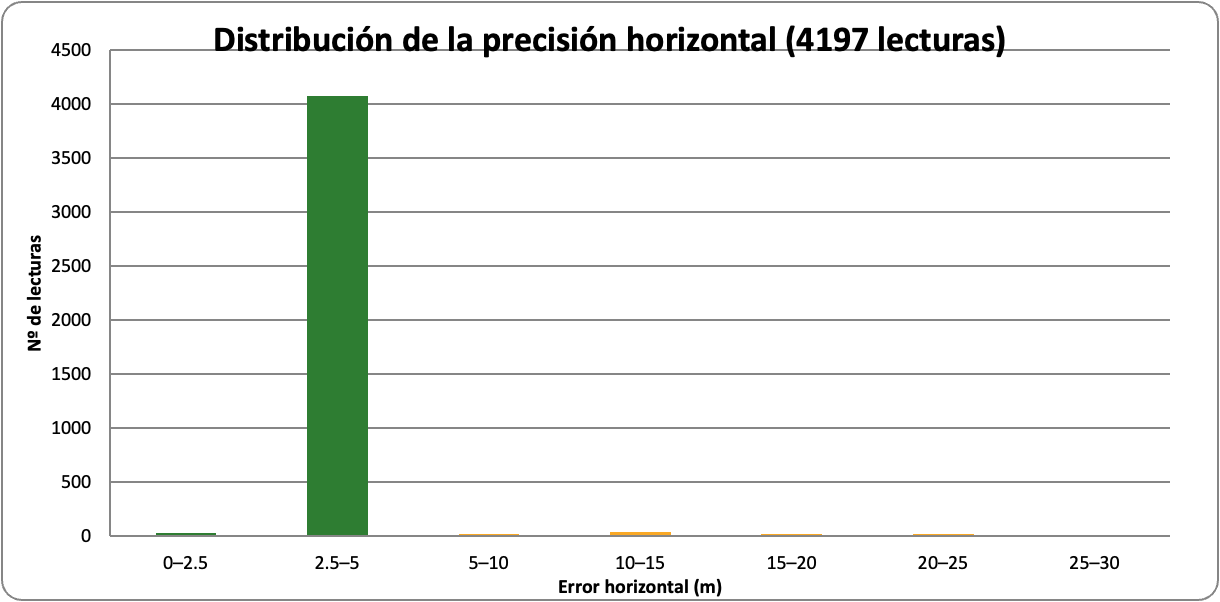 Distribución de la precisión horizontal (4197 lecturas)
4500
4000
3500
3000
2500
2000
1500
1000
500
0
Nº de lecturas
0–2.5 2.5–5 5–10 10–15 15–20 20–25 25–30
Error horizontal (m)